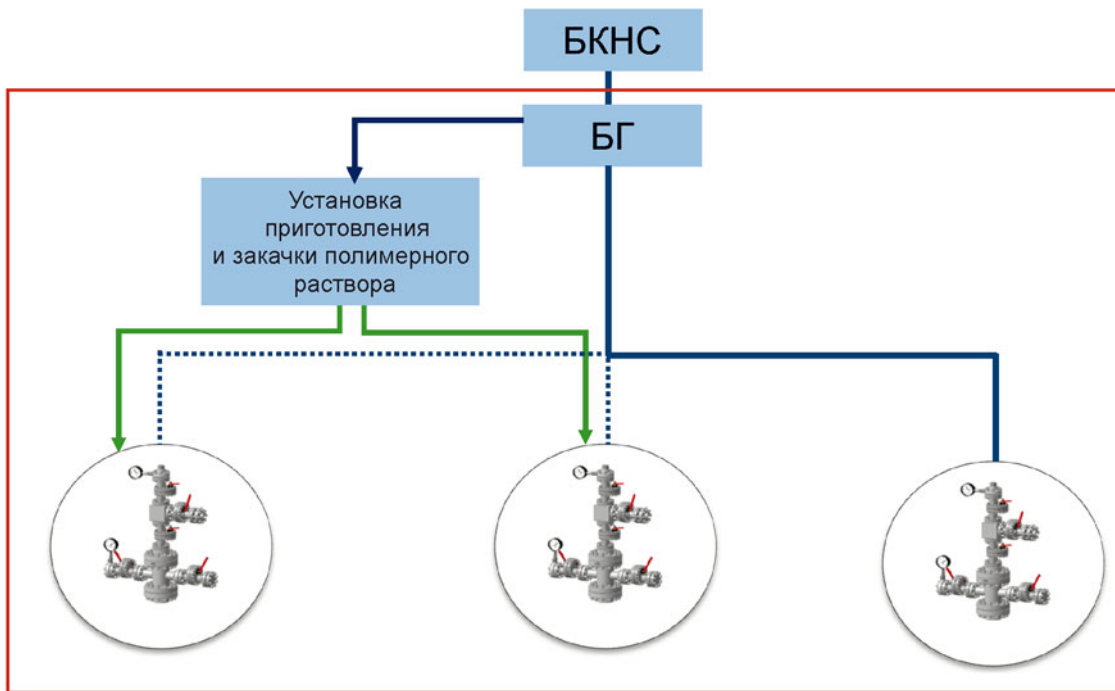 БКНС
БГ
Установка
приготовления
и закачки полимерного
раствора